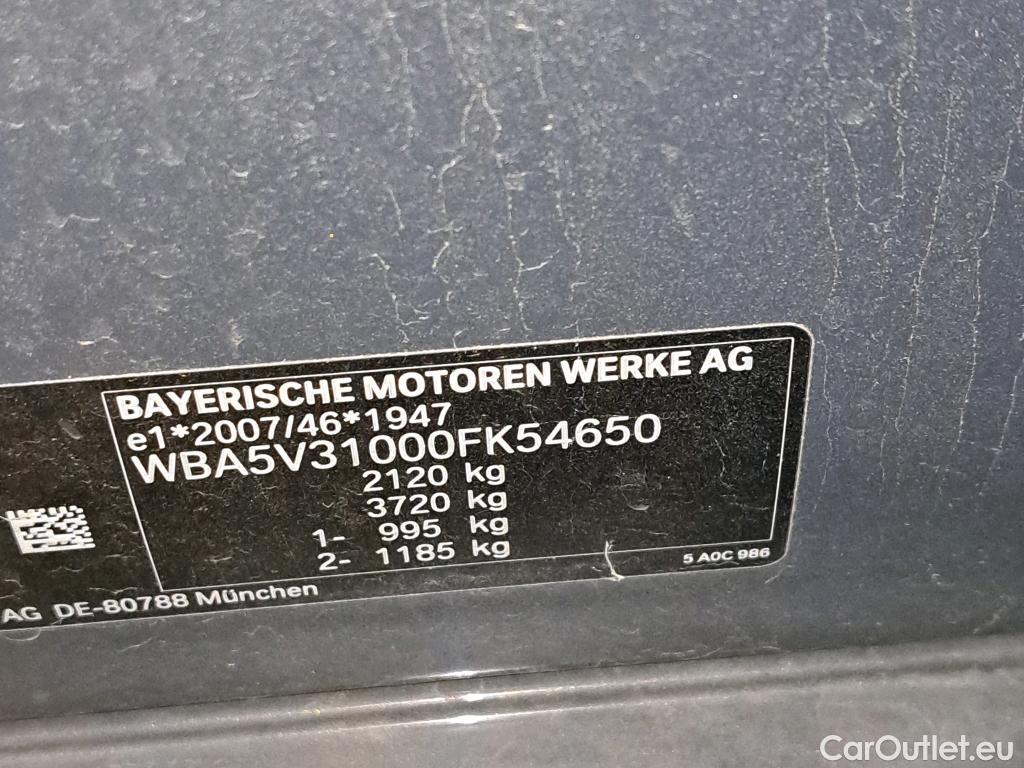 BAYERISCHE MOTOREN WERKE AG
e1*2007/46*1947
WBA5V31000FK54650
2120 kg
3720 kg
1- 995 kg
2- 1185 kg
5 A0C 986
AG DE-80788 München
CarOutlet.eu